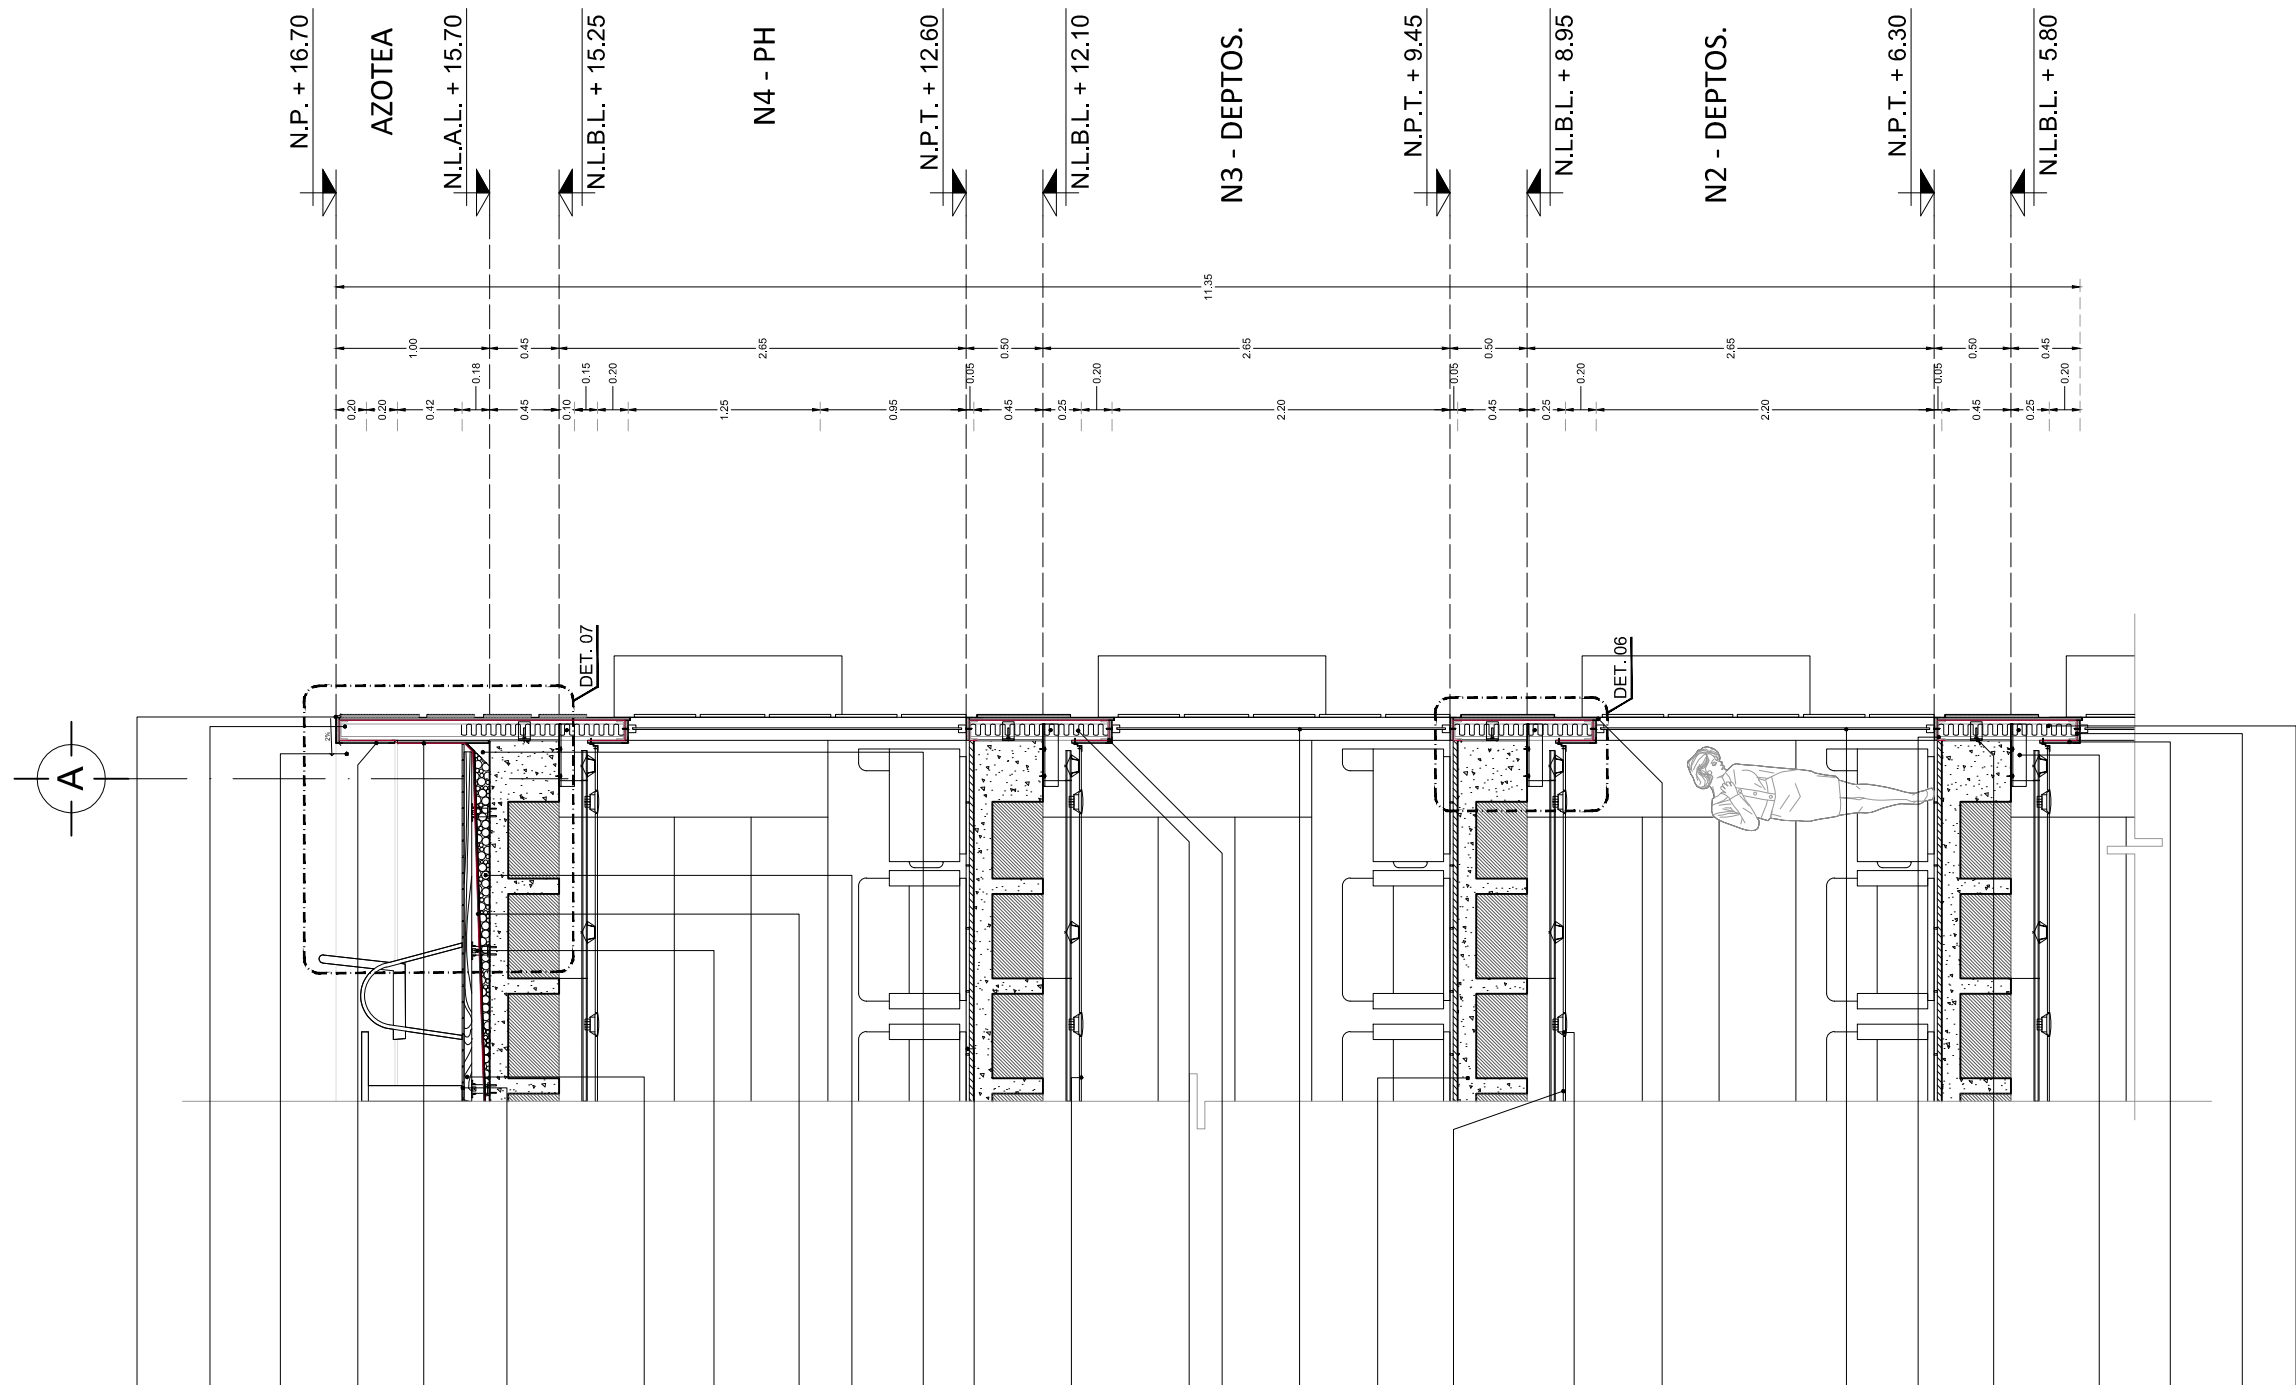 N.P. + 16.70
AZOTEA
N.L.A.L. + 15.70
N.L.B.L. + 15.25
N4 - PH
N.P.T. + 12.60
N.L.B.L. + 12.10
N3 - DEPTOS.
N.P.T. + 9.45
N.L.B.L. + 8.95
N2 - DEPTOS.
N.P.T. + 6.30
N.L.B.L. + 5.80
11.35
1.00
0.45
2.65
0.50
2.65
0.50
2.65
0.50
0.45
0.20
0.20
0.42
0.18
0.45
0.10
0.15
0.20
1.25
0.95
0.05
0.45
0.25
0.20
2.20
0.05
0.45
0.25
0.20
2.20
0.05
0.45
0.25
0.20
DET. 07
DET. 06
2%
A